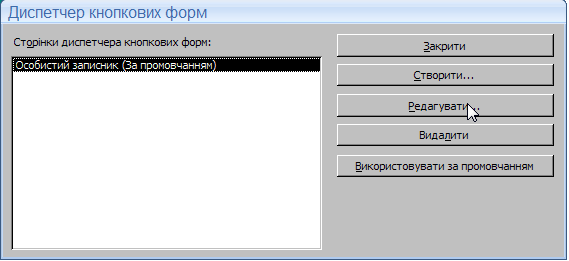 Диспетчер кнопкових форм
Сторінки диспетчера кнопкових форм:
Особистий записник (За промовчанням)
Закрити
Створити...
Редагувати...
Видалити
Використовувати за промовчанням